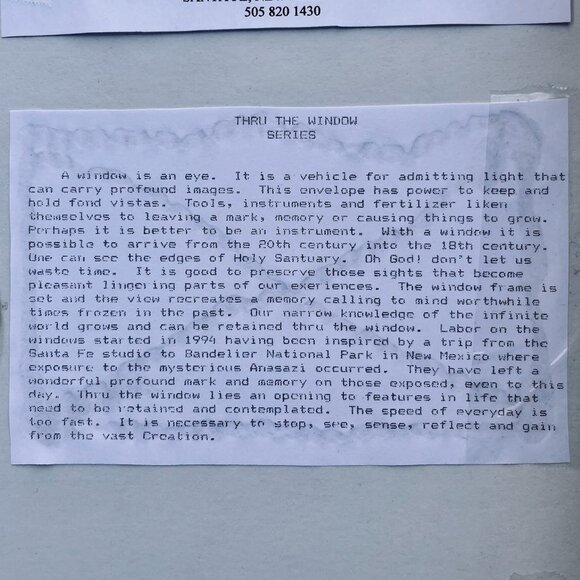 505 820 1430
THRU THE WINDOW
SERIES
A window is an eye. It is a vehicle for admitting light that
can carry profound images. This envelope has power to keep and
hold fond vistas. Tools, instruments and fertilizer liken
themselves to leaving a mark, memory or causing things to grow.
Perhaps it is better to be an instrument. With a window it is
possible to arrive from the 20th century into the 18th century.
One can see the edges of Holy Santuary. Oh God! don't let us
waste time. It is good to preserve those sights that become
pleasant lingering parts of our exeriences. The window frame is
set and the view recreates a memory calling to mind worthwhile
times frozen in the past. Our narrow knowledge of the infinite
world grows and can be retained thru the window. Labor on the
windows started in 1994 having been inspired by a trip from the
Santa Fe studio to Bandelier National Park in New Mexico where
exposure to the mysterious Anasazi occurred. They have left a
wonderful profound mark and memory on those exposed, even to this
day. Thru the window lies an opening to features in life that
need to be retained and contemplated. The speed of everyday is
too fast. It is necessary to stop, see, sense, reflect and gain
from the vast Creation.